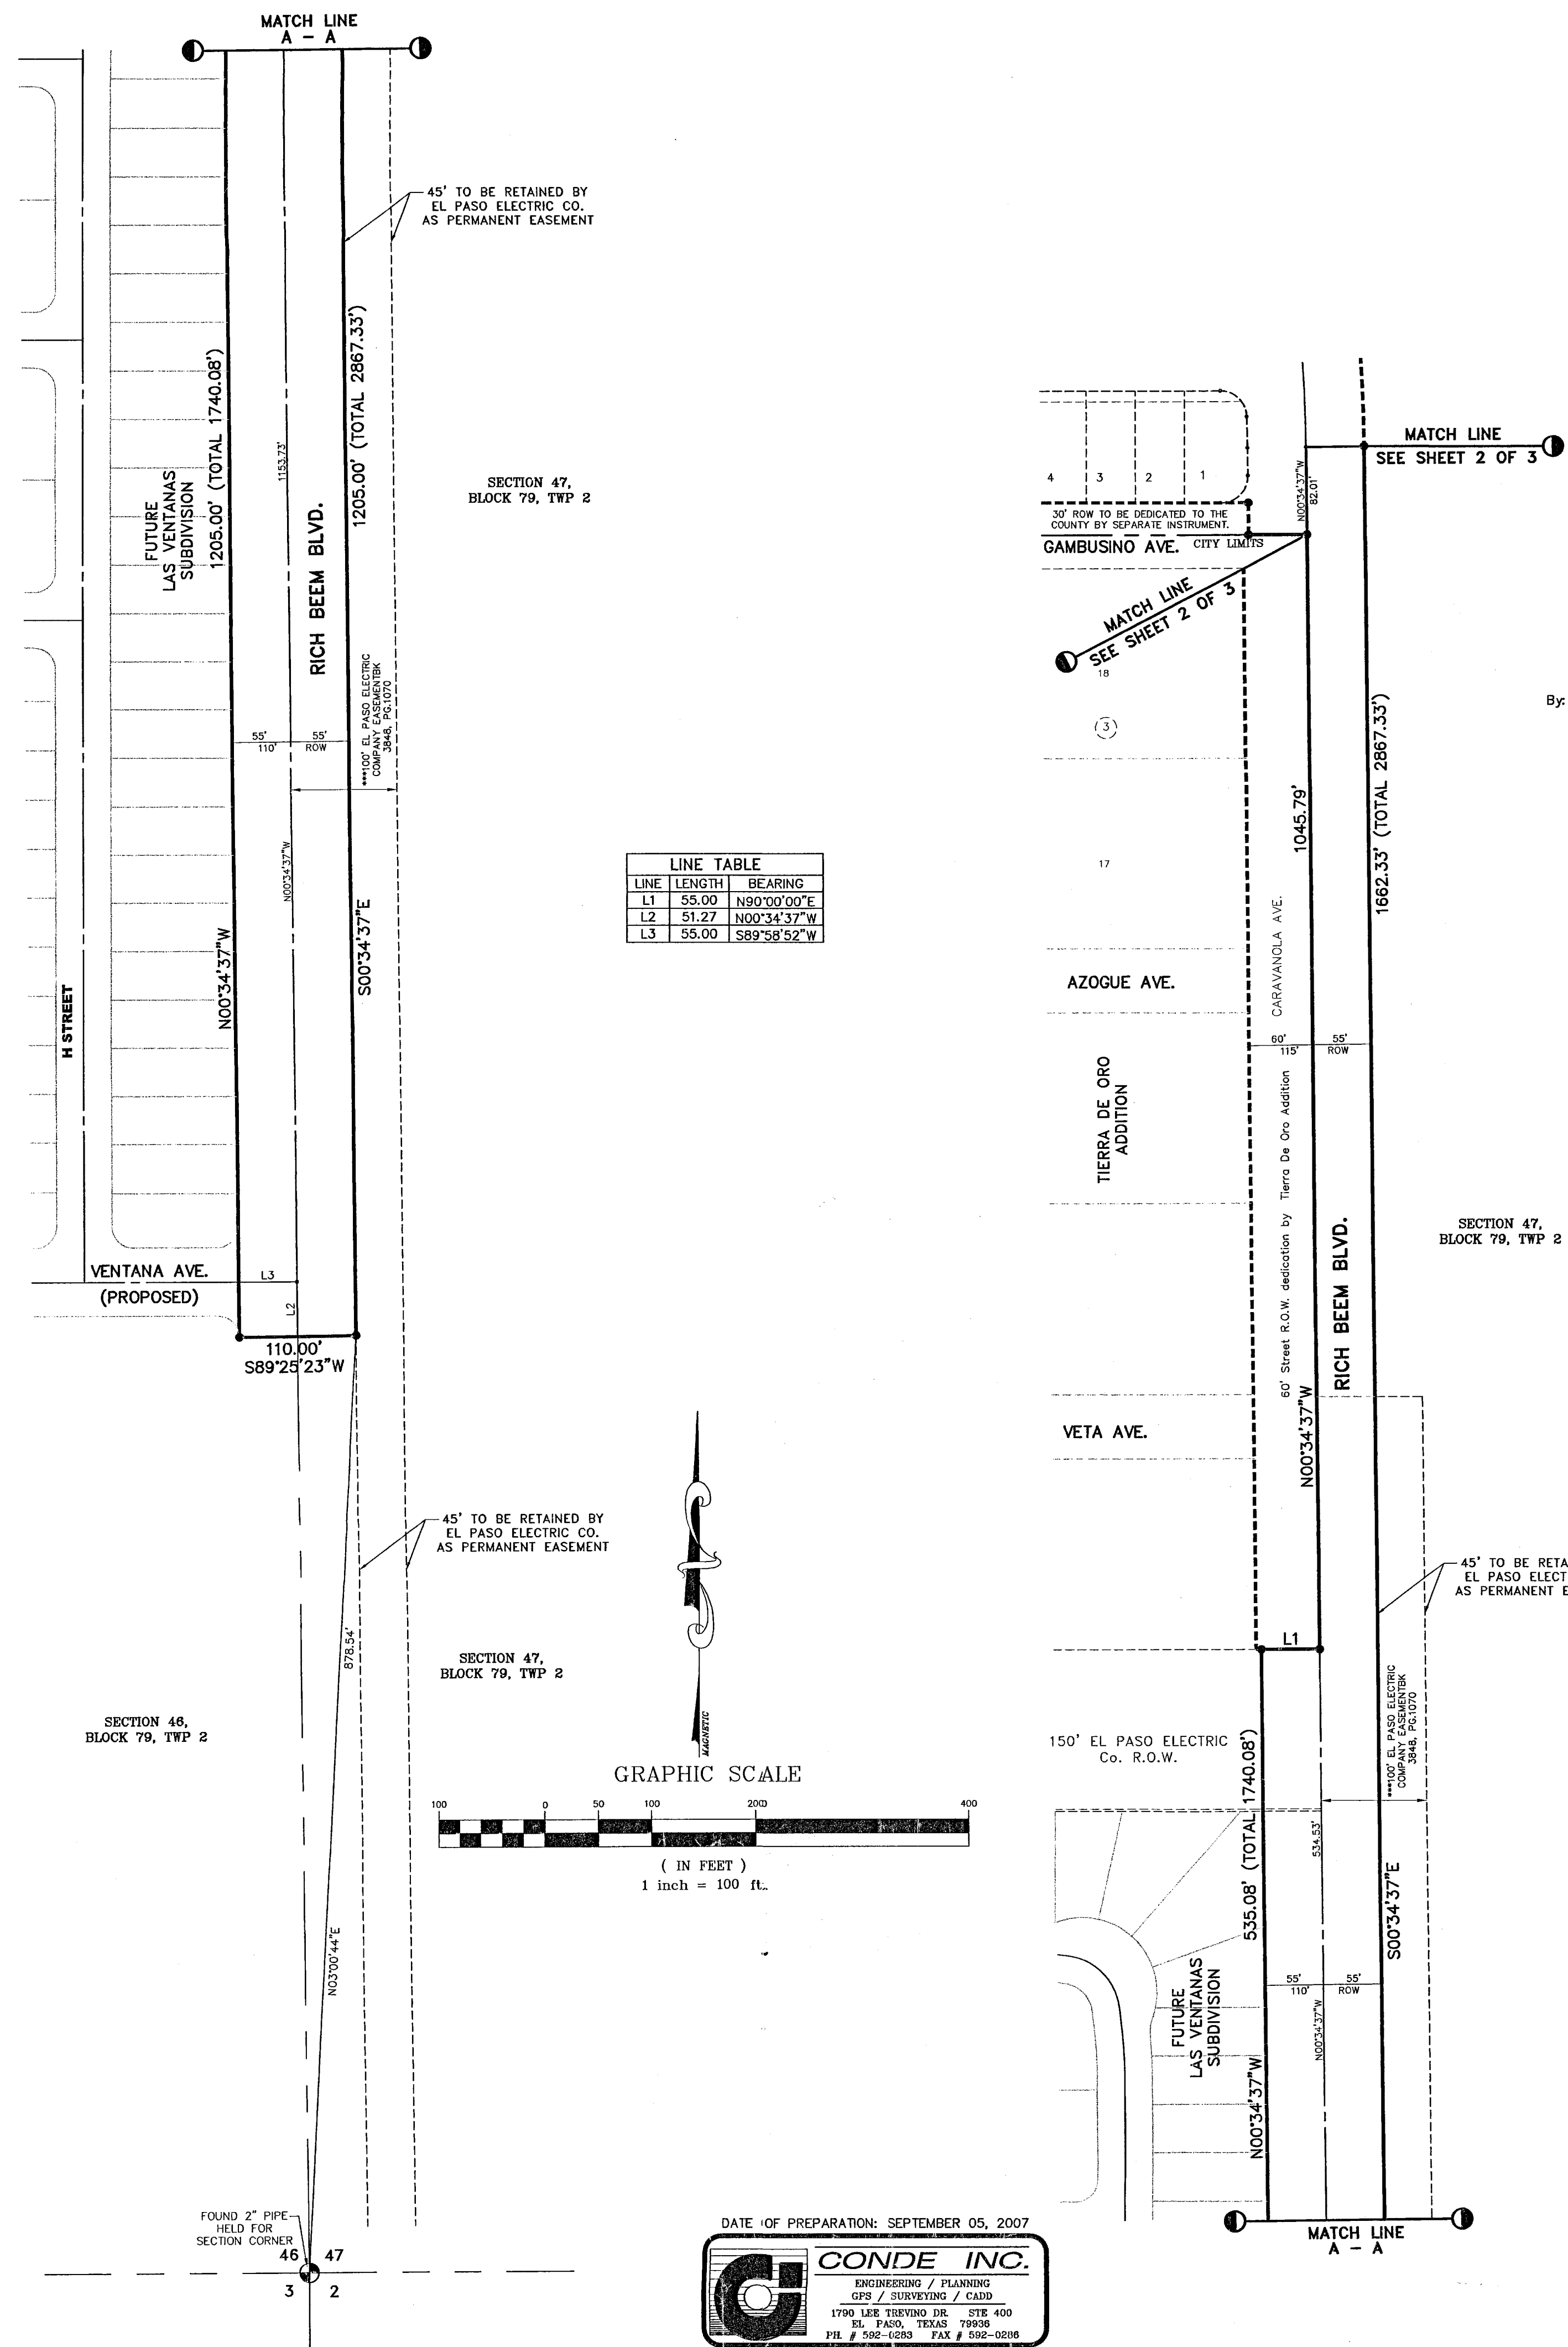 MATCH LINE
A - A
45' TO BE RETAINED BY
EL PASO ELECTRIC CO.
AS PERMANENT EASEMENT
FUTURE
LAS VENTANAS
SUBDIVISION
1205.00' (TOTAL 1740.08')
1153.73'
RICH BEEM BLVD.
1205.00' (TOTAL 2867.33')
SECTION 47,
BLOCK 79, TWP 2
55' 55'
110' ROW
***100' EL PASO ELECTRIC
COMPANY EASEMENTBK
3848, PG.1070
N00°34'37"W
N00°34'37"W
S00°34'37"E
H STREET
VENTANA AVE.
(PROPOSED)
L3
L2
110.00'
S89°25'23"W
LINE TABLE
LINE LENGTH BEARING
L1 55.00 N90°00'00"E
L2 51.27 N00°34'37"W
L3 55.00 S89°58'52"W
45' TO BE RETAINED BY
EL PASO ELECTRIC CO.
AS PERMANENT EASEMENT
878.54'
N03°00'44"E
SECTION 47,
BLOCK 79, TWP 2
SECTION 46,
BLOCK 79, TWP 2
MAGNETIC
GRAPHIC SCALE
100 0 50 100 200 400
( IN FEET )
1 inch = 100 ft.
FOUND 2" PIPE
HELD FOR
SECTION CORNER
46 47
3 2
DATE OF PREPARATION: SEPTEMBER 05, 2007
CONDE INC.
ENGINEERING / PLANNING
GPS / SURVEYING / CADD
1790 LEE TREVINO DR. STE 400
EL PASO, TEXAS 79936
PH. # 592-0283 FAX # 592-0286
MATCH LINE
SEE SHEET 2 OF 3
N00°34'37"W
82.01'
4 3 2 1
30' ROW TO BE DEDICATED TO THE
COUNTY BY SEPARATE INSTRUMENT.
GAMBUSINO AVE. CITY LIMITS
MATCH LINE
SEE SHEET 2 OF 3
18
3
By:
1045.79'
1662.33' (TOTAL 2867.33')
17
CARAVANOLA AVE.
AZOGUE AVE.
60' 55'
115' ROW
TIERRA DE ORO
ADDITION
60' Street R.O.W. dedication by Tierra De Oro Addition
RICH BEEM BLVD.
SECTION 47,
BLOCK 79, TWP 2
N00°34'37"W
VETA AVE.
45' TO BE RETA
EL PASO ELECT
AS PERMANENT E
L1
150' EL PASO ELECTRIC
Co. R.O.W.
***100' EL PASO ELECTRIC
COMPANY EASEMENTBK
3848, PG.1070
535.08' (TOTAL 1740.08')
534.53'
S00°34'37"E
FUTURE
LAS VENTANAS
SUBDIVISION
55' 55'
110' ROW
N00°34'37"W
N00°34'37"W
MATCH LINE
A - A